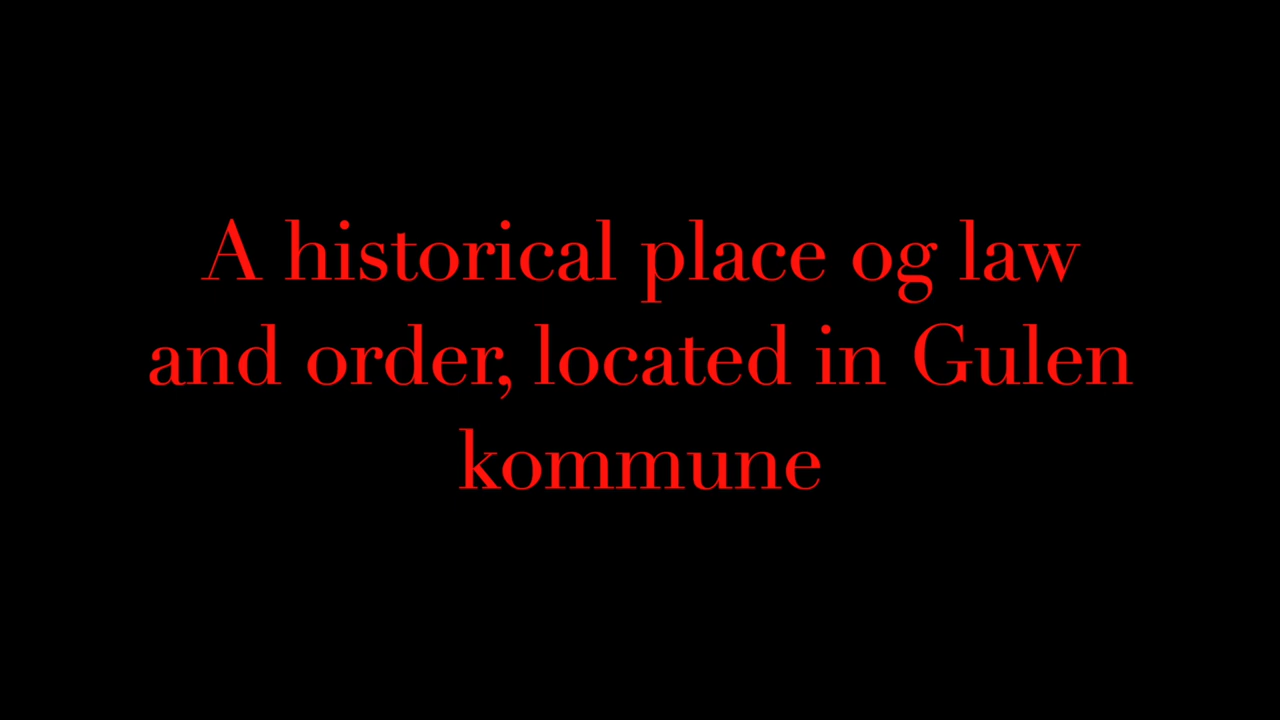 A historical place og law
and order, located in Gulen
kommune